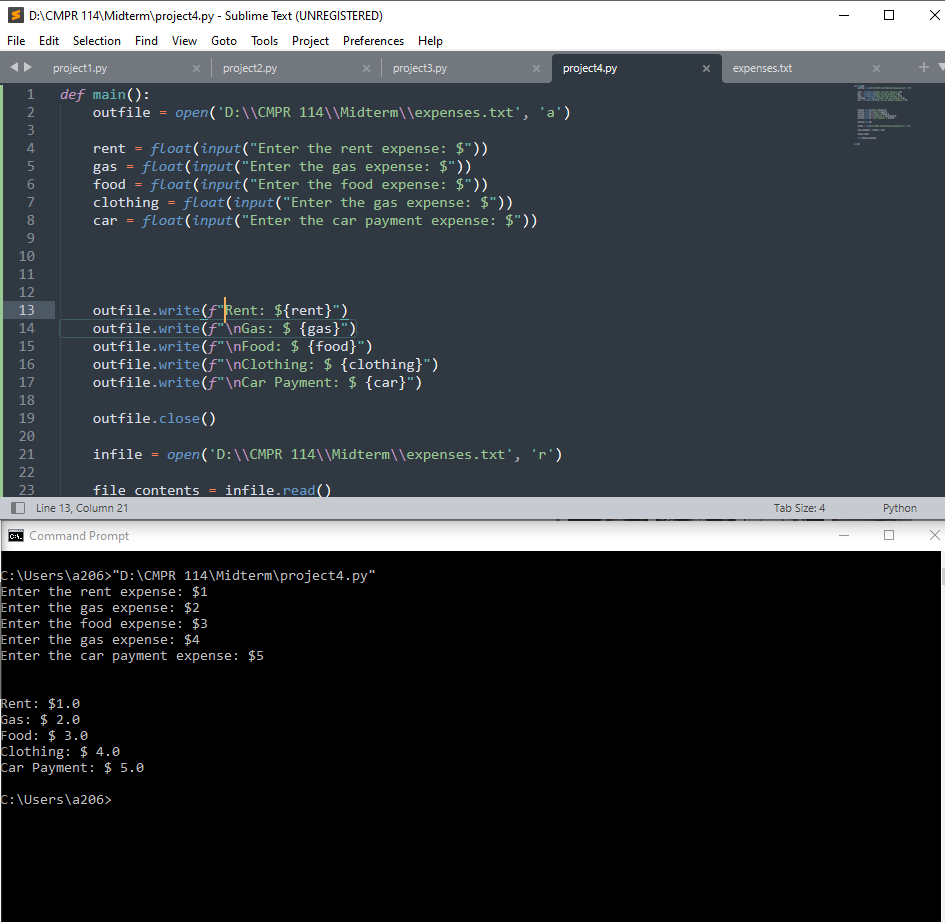 D:\CMPR 114\Midterm\project4.py - Sublime Text (UNREGISTERED)
File Edit Selection Find View Goto Tools Project Preferences Help
project1.py project2.py project3.py project4.py expenses.txt
1 def main():
2 outfile = open('D:\\CMPR 114\\Midterm\\expenses.txt', 'a')
3
4 rent = float(input("Enter the rent expense: $"))
5 gas = float(input("Enter the gas expense: $"))
6 food = float(input("Enter the food expense: $"))
7 clothing = float(input("Enter the gas expense: $"))
8 car = float(input("Enter the car payment expense: $"))
9
10
11
12
13 outfile.write(f"Rent: ${rent}")
14 outfile.write(f"\nGas: $ {gas}")
15 outfile.write(f"\nFood: $ {food}")
16 outfile.write(f"\nClothing: $ {clothing}")
17 outfile.write(f"\nCar Payment: $ {car}")
18
19 outfile.close()
20
21 infile = open('D:\\CMPR 114\\Midterm\\expenses.txt', 'r')
22
23 file_contents = infile.read()
Line 13, Column 21 Tab Size: 4 Python
Command Prompt
C:\Users\a206>"D:\CMPR 114\Midterm\project4.py"
Enter the rent expense: $1
Enter the gas expense: $2
Enter the food expense: $3
Enter the gas expense: $4
Enter the car payment expense: $5
Rent: $1.0
Gas: $ 2.0
Food: $ 3.0
Clothing: $ 4.0
Car Payment: $ 5.0
C:\Users\a206>